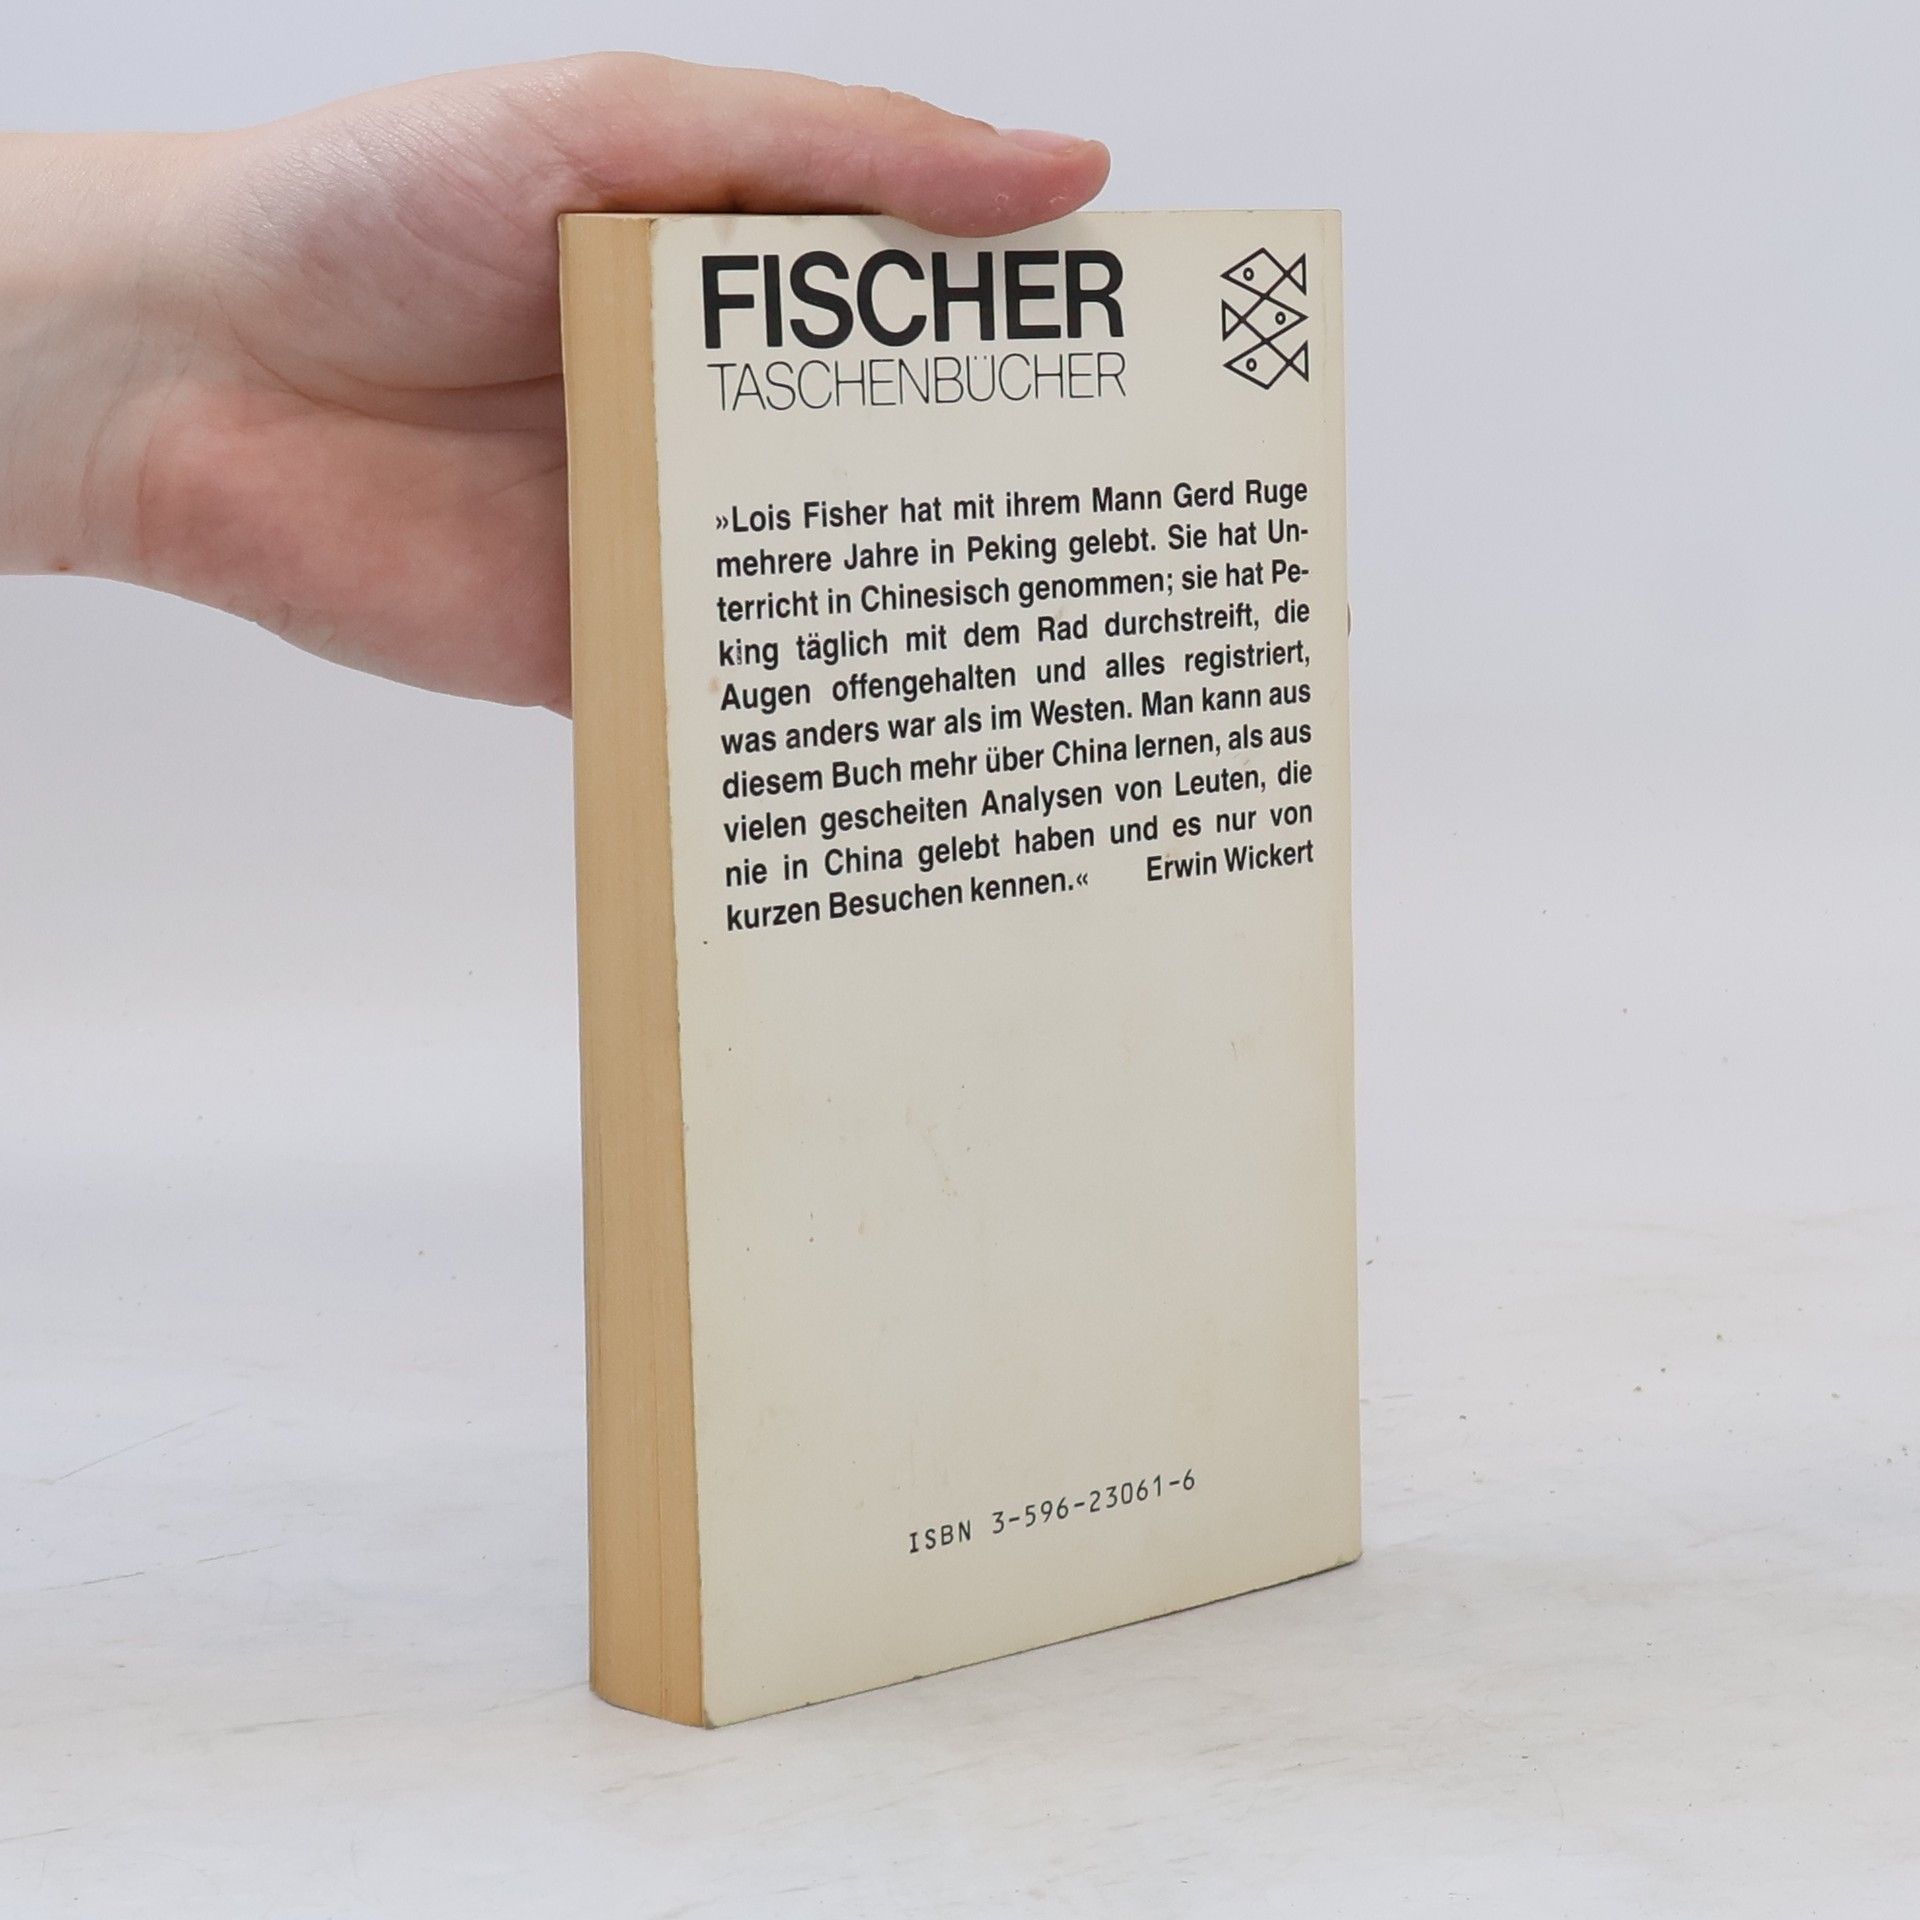 FISCHER
TASCHENBÜCHER
»Lois Fisher hat mit ihrem Mann Gerd Ruge
mehrere Jahre in Peking gelebt. Sie hat Un-
terricht in Chinesisch genommen; sie hat Pe-
king täglich mit dem Rad durchstreift, die
Augen offengehalten und alles registriert,
was anders war als im Westen. Man kann aus
diesem Buch mehr über China lernen, als aus
vielen gescheiten Analysen von Leuten, die
nie in China gelebt haben und es nur von
kurzen Besuchen kennen.« Erwin Wickert
ISBN 3-596-23061-6